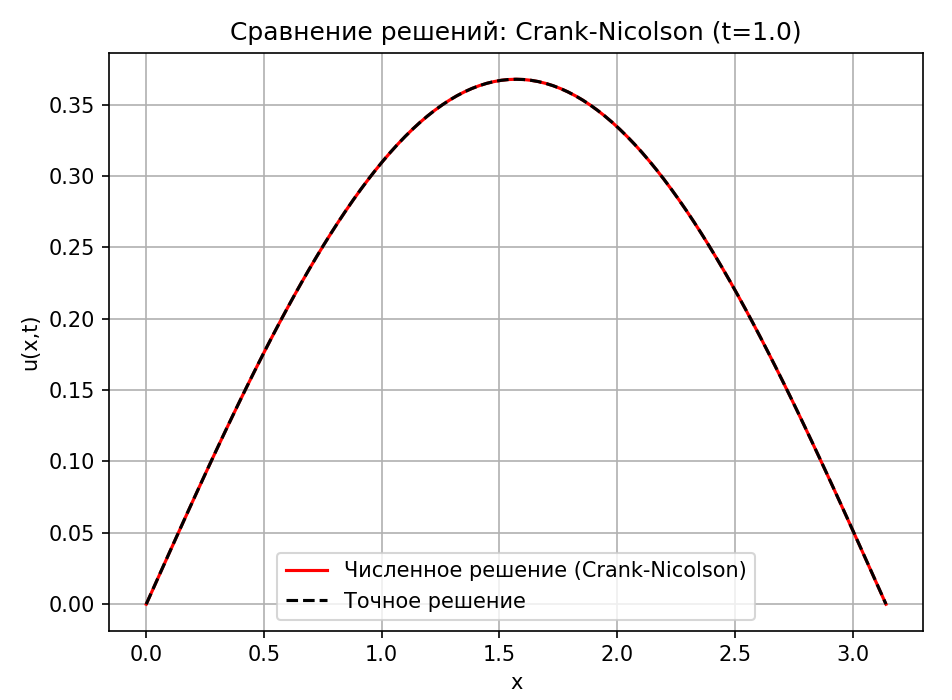 Сравнение решений: Crank-Nicolson (t=1.0)
u(x,t)
0.35
0.30
0.25
0.20
0.15
0.10
0.05
0.00
Численное решение (Crank-Nicolson)
Точное решение
0.0 0.5 1.0 1.5 2.0 2.5 3.0
x